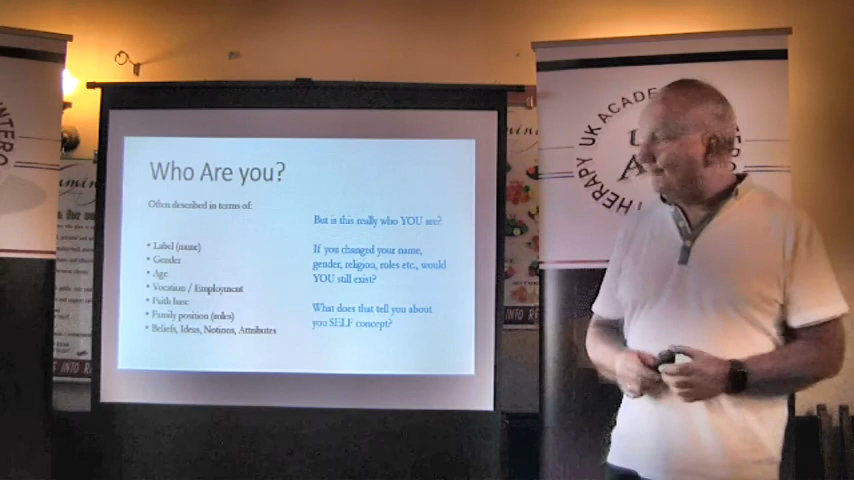 Who Are you?
Often described in terms of:
• Label (name)
• Gender
• Age
• Vocation / Employment
• Faith base
• Family position (roles)
• Beliefs, Ideas, Notions, Attributes
But is this really who YOU are?
If you changed your name,
gender, religion, roles etc., would
YOU still exist?
What does that tell you about
you SELF concept?
UK ACADE
THERAPY
INTO